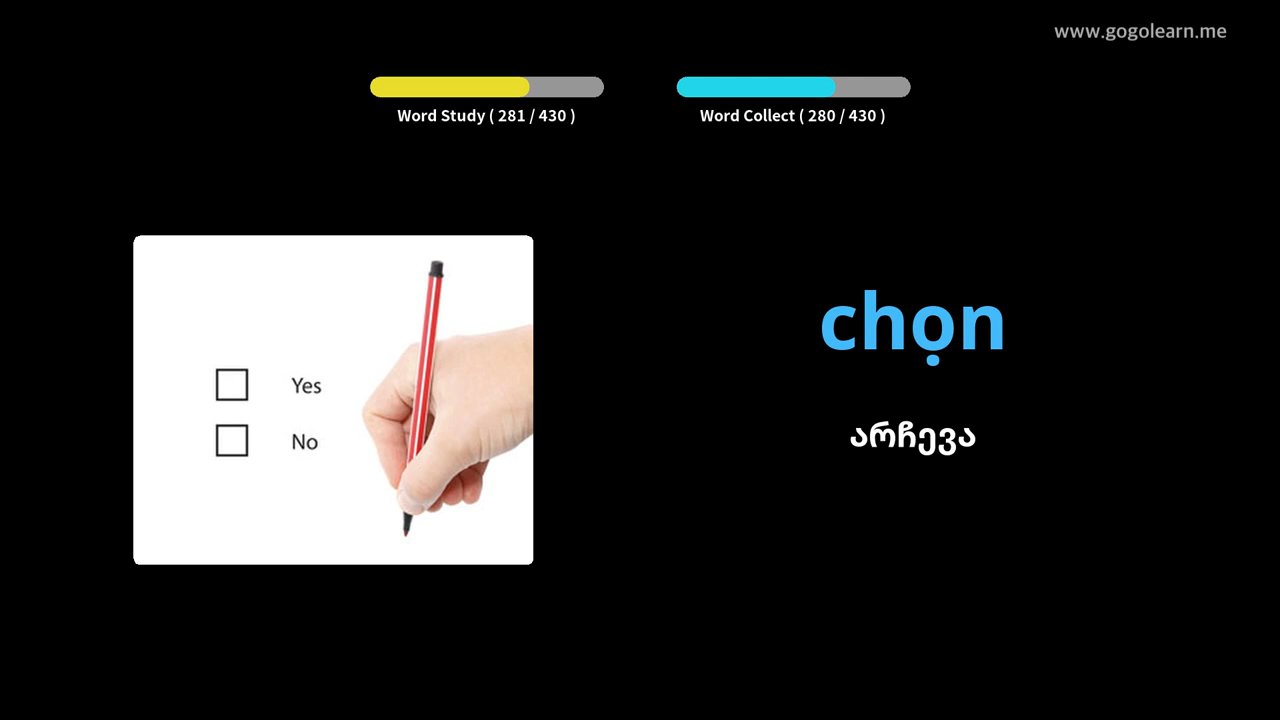 www.gogolearn.me
Word Study ( 281 / 430 )
Word Collect ( 280 / 430 )
Yes
No
chọn
არჩევა